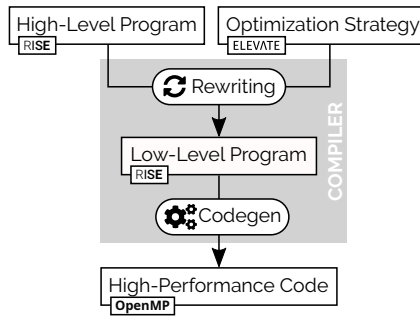 High-Level Program
RISE
Optimization Strategy
ELEVATE
Rewriting
COMPILER
Low-Level Program
RISE
Codegen
High-Performance Code
OpenMP